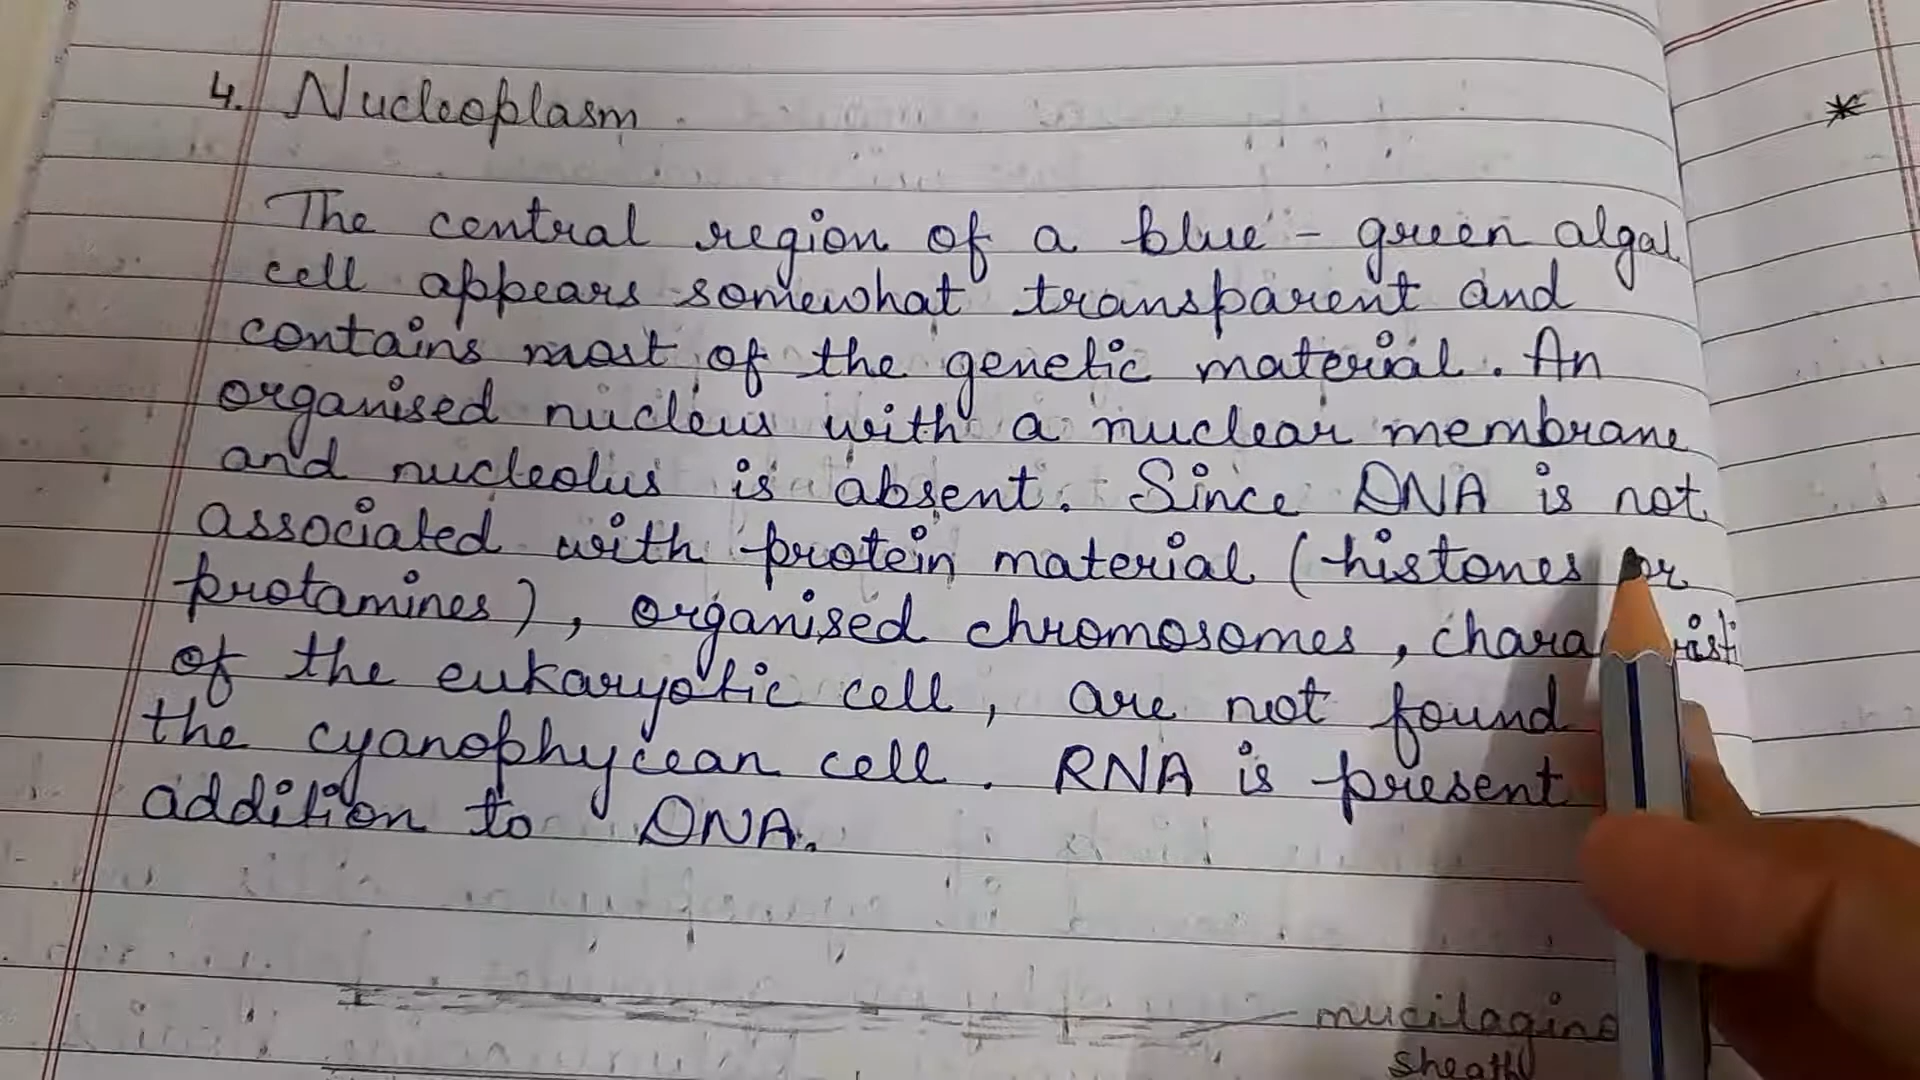 4. Nucleoplasm
The central region of a blue - green algal
cell appears somewhat transparent and
contains most of the genetic material. An
organised nucleus with a nuclear membrane
and nucleolus is absent. Since DNA is not
associated with protein material (histones or
protamines), organised chromosomes,
of the eukaryotic cell, are not found
the cyanophycean cell. RNA is present
addition to DNA.
sheath